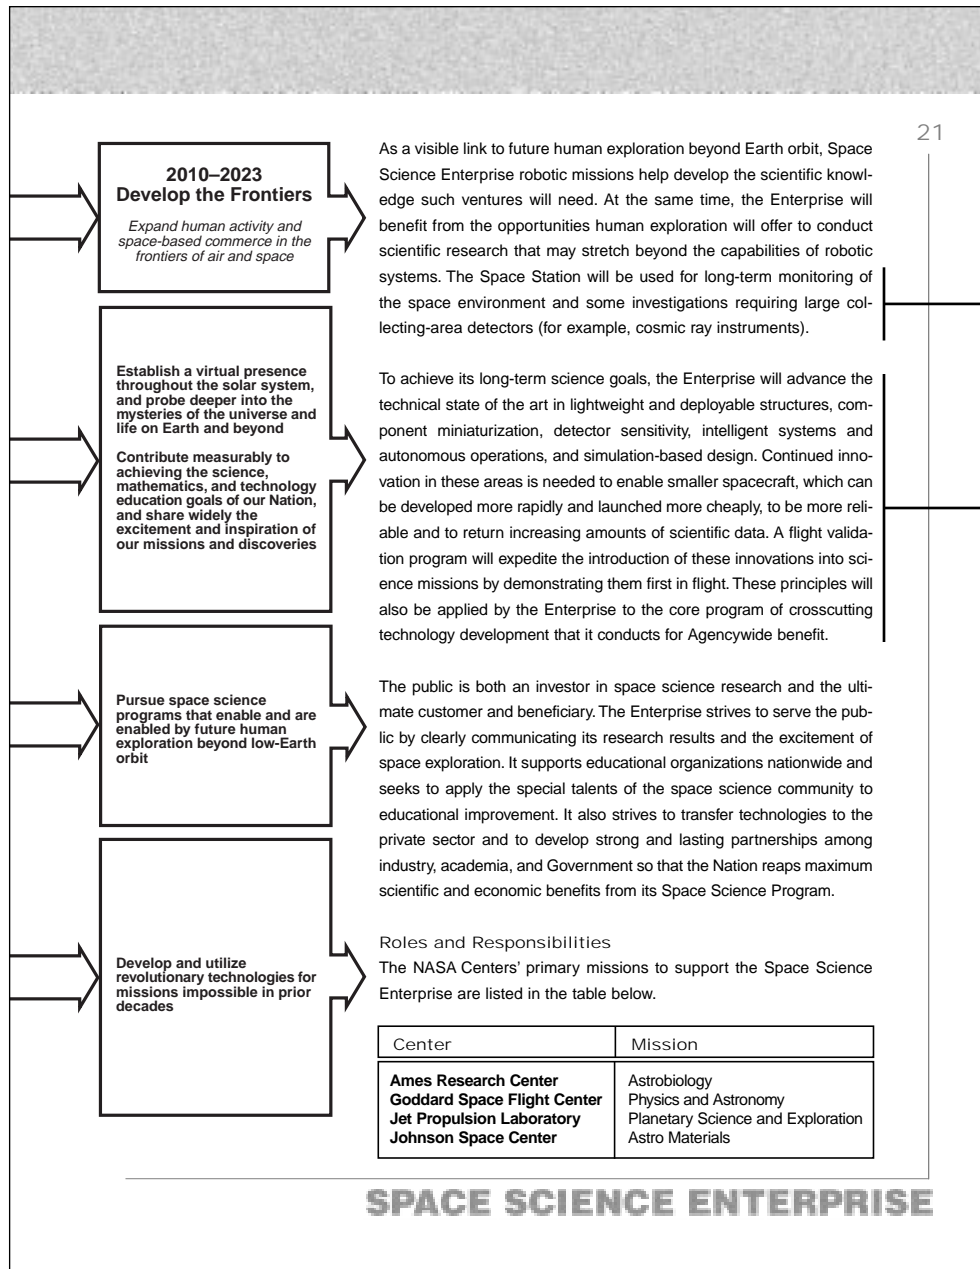 21
2010–2023
Develop the Frontiers
Expand human activity and
space-based commerce in the
frontiers of air and space
Establish a virtual presence
throughout the solar system,
and probe deeper into the
mysteries of the universe and
life on Earth and beyond
Contribute measurably to
achieving the science,
mathematics, and technology
education goals of our Nation,
and share widely the
excitement and inspiration of
our missions and discoveries
Pursue space science
programs that enable and are
enabled by future human
exploration beyond low-Earth
orbit
Develop and utilize
revolutionary technologies for
missions impossible in prior
decades
As a visible link to future human exploration beyond Earth orbit, Space
Science Enterprise robotic missions help develop the scientific knowl-
edge such ventures will need. At the same time, the Enterprise will
benefit from the opportunities human exploration will offer to conduct
scientific research that may stretch beyond the capabilities of robotic
systems. The Space Station will be used for long-term monitoring of
the space environment and some investigations requiring large col-
lecting-area detectors (for example, cosmic ray instruments).
To achieve its long-term science goals, the Enterprise will advance the
technical state of the art in lightweight and deployable structures, com-
ponent miniaturization, detector sensitivity, intelligent systems and
autonomous operations, and simulation-based design. Continued inno-
vation in these areas is needed to enable smaller spacecraft, which can
be developed more rapidly and launched more cheaply, to be more reli-
able and to return increasing amounts of scientific data. A flight valida-
tion program will expedite the introduction of these innovations into sci-
ence missions by demonstrating them first in flight. These principles will
also be applied by the Enterprise to the core program of crosscutting
technology development that it conducts for Agencywide benefit.
The public is both an investor in space science research and the ulti-
mate customer and beneficiary. The Enterprise strives to serve the pub-
lic by clearly communicating its research results and the excitement of
space exploration. It supports educational organizations nationwide and
seeks to apply the special talents of the space science community to
educational improvement. It also strives to transfer technologies to the
private sector and to develop strong and lasting partnerships among
industry, academia, and Government so that the Nation reaps maximum
scientific and economic benefits from its Space Science Program.
Roles and Responsibilities
The NASA Centers' primary missions to support the Space Science
Enterprise are listed in the table below.
Center Mission
Ames Research Center Astrobiology
Goddard Space Flight Center Physics and Astronomy
Jet Propulsion Laboratory Planetary Science and Exploration
Johnson Space Center Astro Materials
SPACE SCIENCE ENTERPRISE